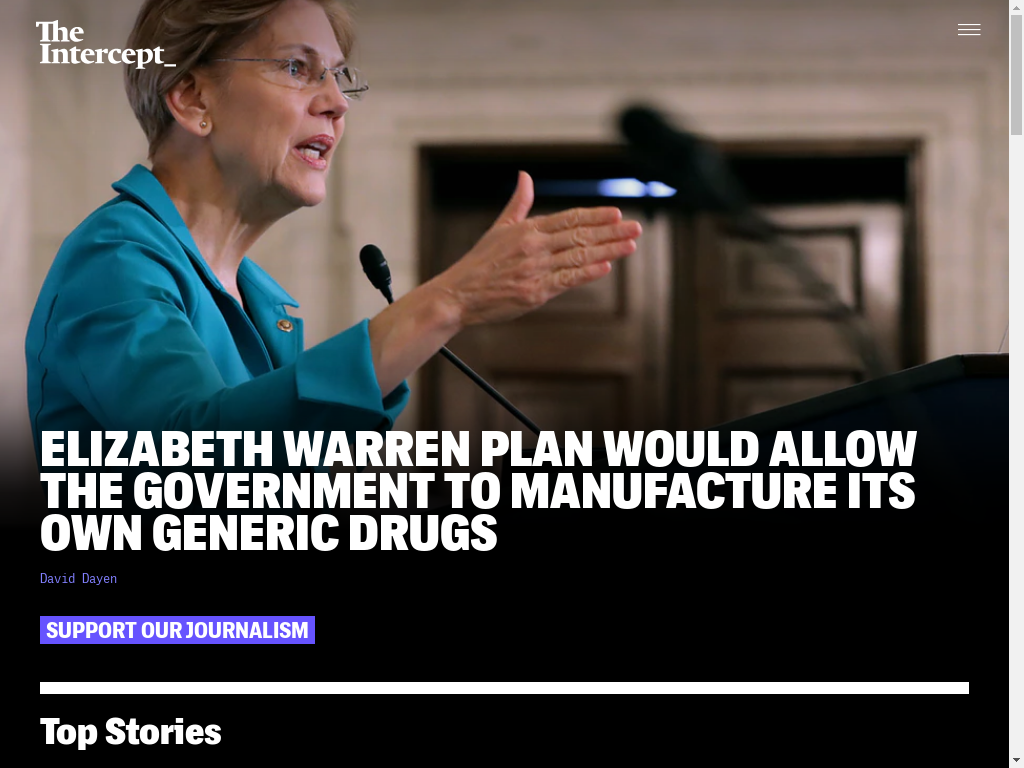 The
Intercept_
ELIZABETH WARREN PLAN WOULD ALLOW
THE GOVERNMENT TO MANUFACTURE ITS
OWN GENERIC DRUGS
David Dayen
SUPPORT OUR JOURNALISM
Top Stories